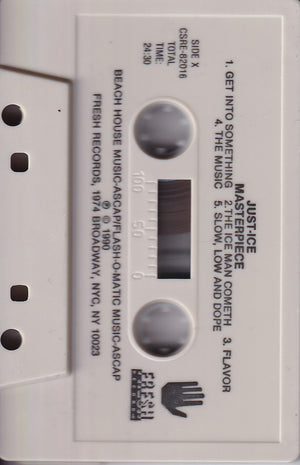 JUST-ICE
MASTERPIECE
1. GET INTO SOMETHING 2.THE ICE MAN COMETH 3. FLAVOR
4. THE MUSIC 5. SLOW, LOW AND DOPE
SIDE X
CSRE-82016
TOTAL
TIME:
24:30
100 50 0
BEACH HOUSE MUSIC-ASCAP/FLASH-O-MATIC MUSIC-ASCAP
℗ © 1990
FRESH RECORDS, 1974 BROADWAY, NYC, NY 10023
FRESH
RECORDS